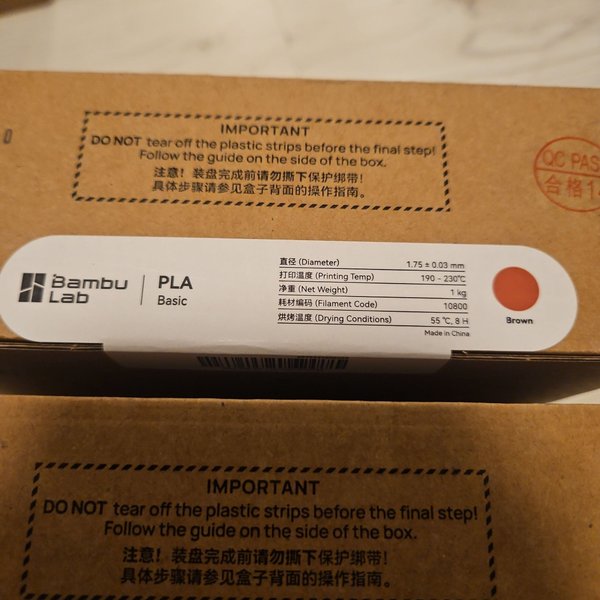 IMPORTANT
DO NOT tear off the plastic strips before the final step!
Follow the guide on the side of the box.
注意！装盘完成前请勿撕下保护绑带！
具体步骤请参见盒子背面的操作指南。
QC PAS
合格1
Bambu
Lab
PLA
Basic
直径 (Diameter) 1.75 ± 0.03 mm
打印温度 (Printing Temp) 190 - 230℃
净重 (Net Weight) 1 kg
耗材编码 (Filament Code) 10800
烘烤温度 (Drying Conditions) 55 ℃, 8 H
Made in China
Brown
IMPORTANT
DO NOT tear off the plastic strips before the final step!
Follow the guide on the side of the box.
注意！装盘完成前请勿撕下保护绑带！
具体步骤请参见盒子背面的操作指南。